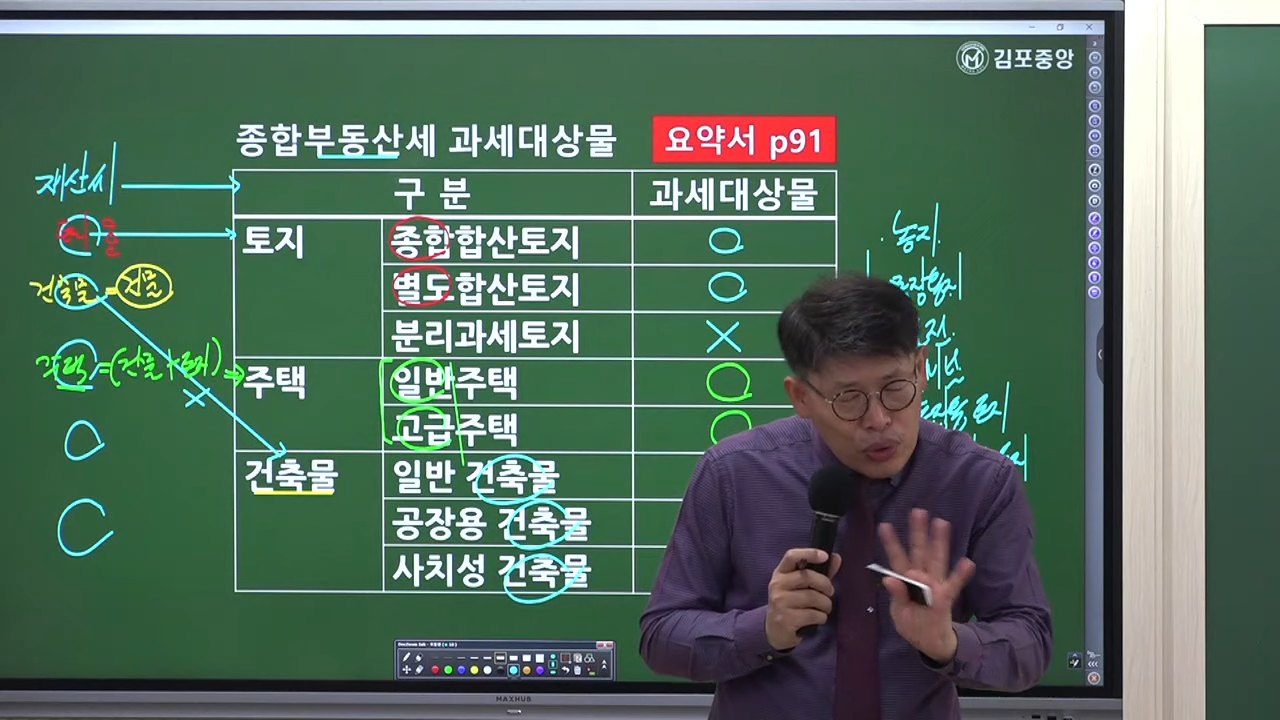 김포중앙
종합부동산세 과세대상물 요약서 p91
재산세
구 분 과세대상물
토지 종합합산토지 O
별도합산토지 O
분리과세토지 X
주택 일반주택 O
고급주택 O
건축물 일반 건축물
공장용 건축물
사치성 건축물
건축물 = 건물
주택 = (건물 + 토지)
농지
MAXHUB